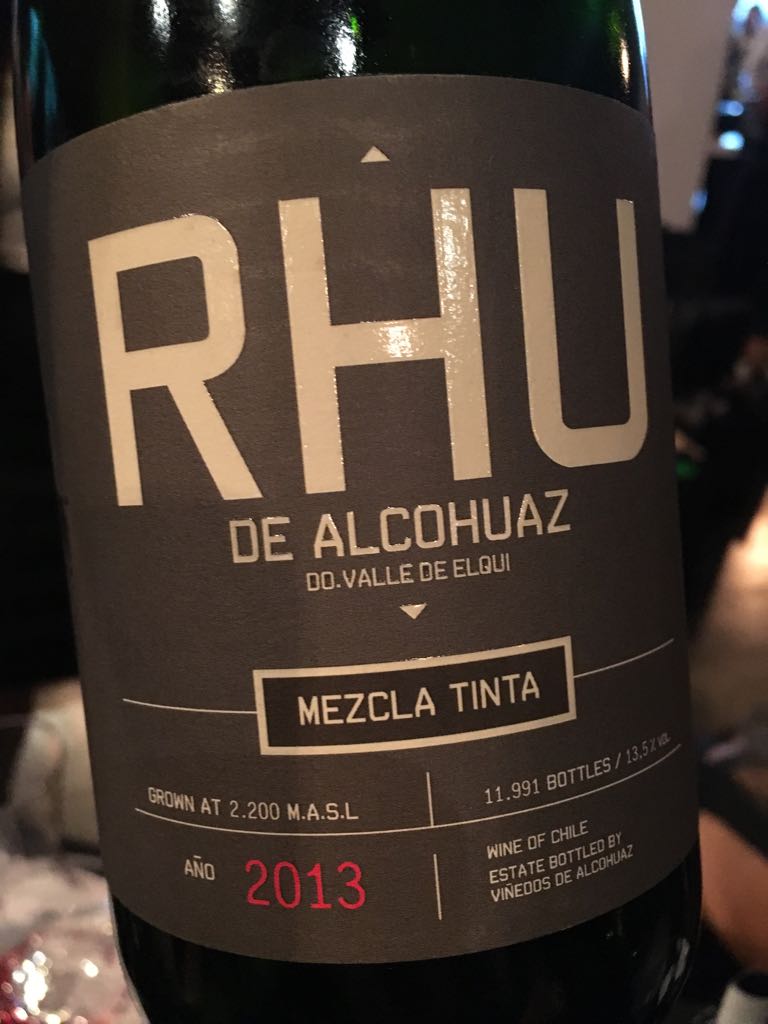 RHU
DE ALCOHUAZ
DO.VALLE DE ELQUI
MEZCLA TINTA
GROWN AT 2.200 M.A.S.L
11.991 BOTTLES / 13,5 % VOL
AÑO 2013
WINE OF CHILE
ESTATE BOTTLED BY
VIÑEDOS DE ALCOHUAZ